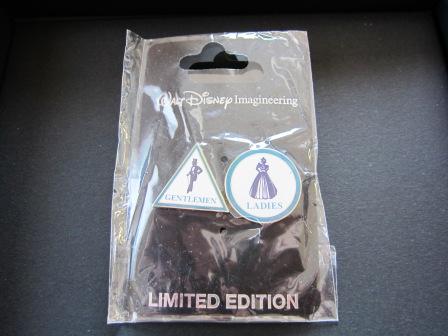 Walt Disney Imagineering
GENTLEMEN
LADIES
LIMITED EDITION